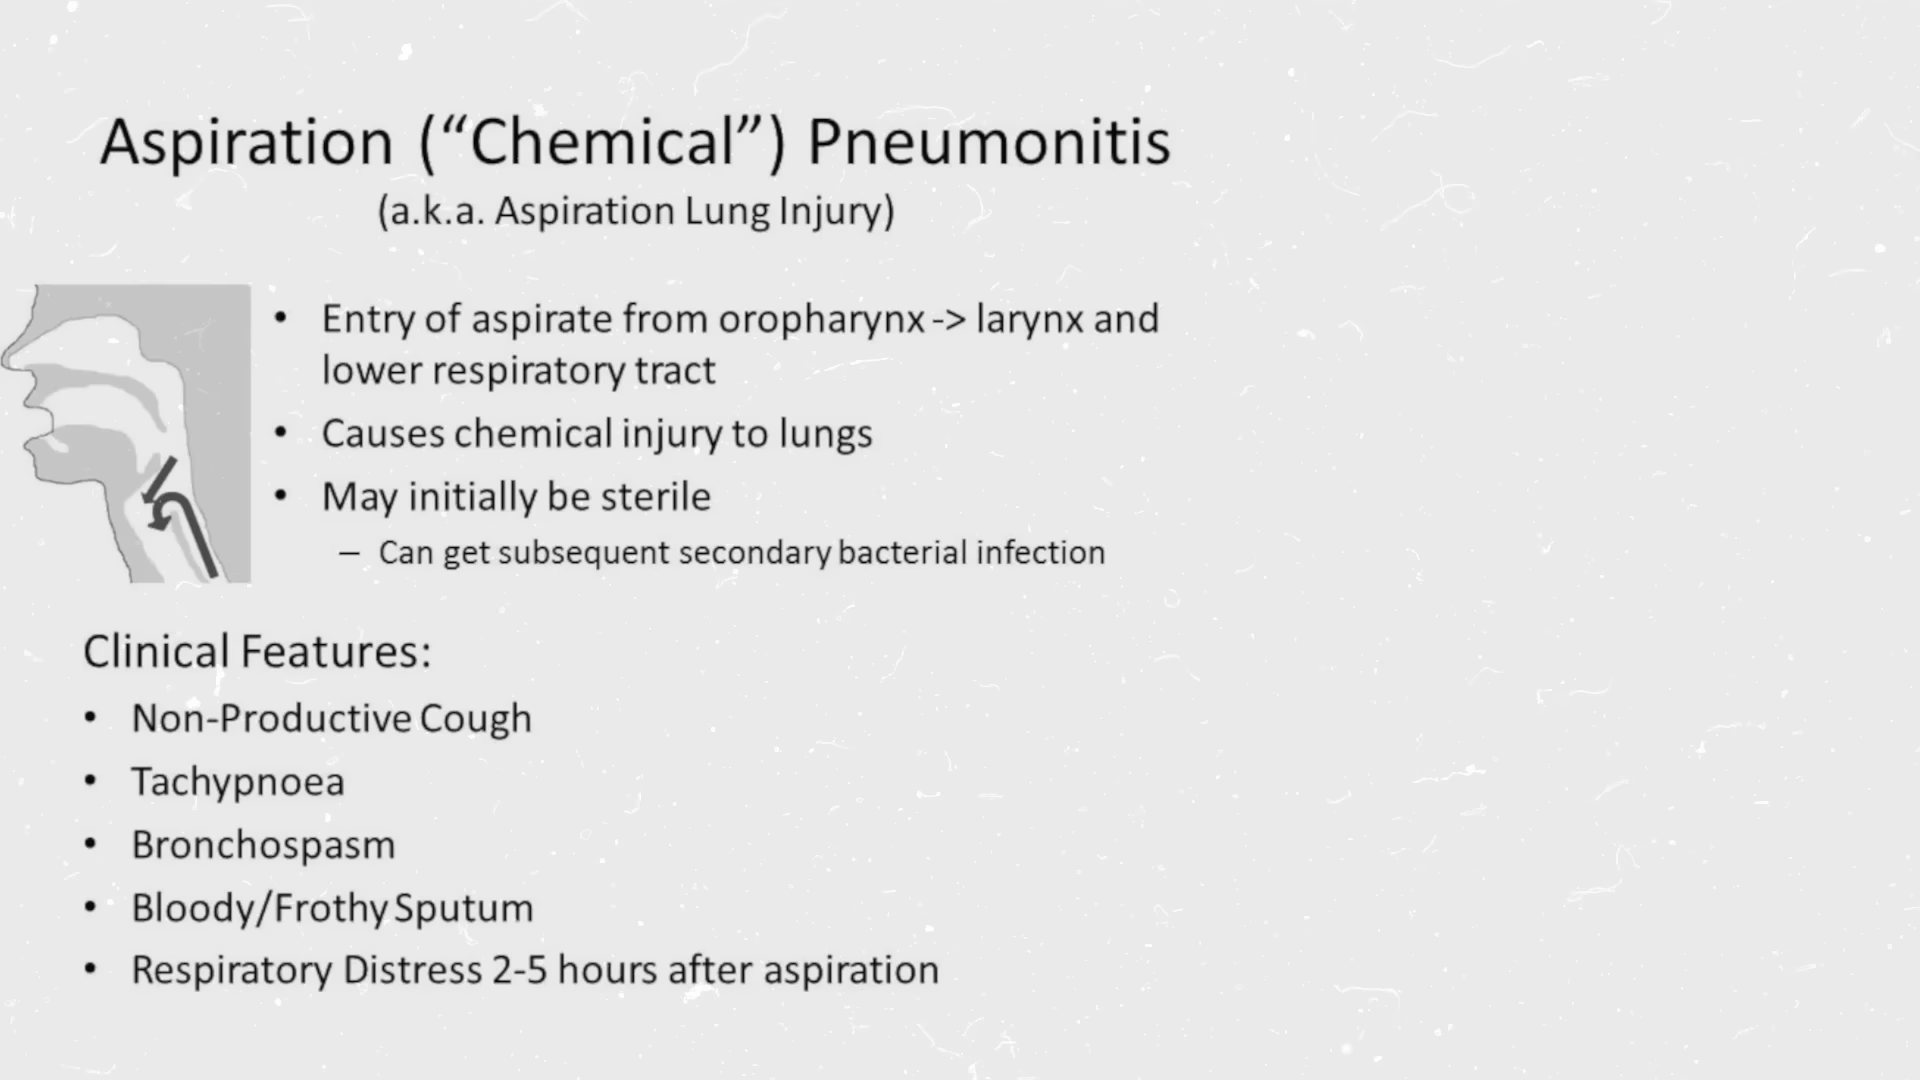 Aspiration (“Chemical”) Pneumonitis
(a.k.a. Aspiration Lung Injury)
• Entry of aspirate from oropharynx -> larynx and
lower respiratory tract
• Causes chemical injury to lungs
• May initially be sterile
– Can get subsequent secondary bacterial infection
Clinical Features:
• Non-Productive Cough
• Tachypnoea
• Bronchospasm
• Bloody/Frothy Sputum
• Respiratory Distress 2-5 hours after aspiration